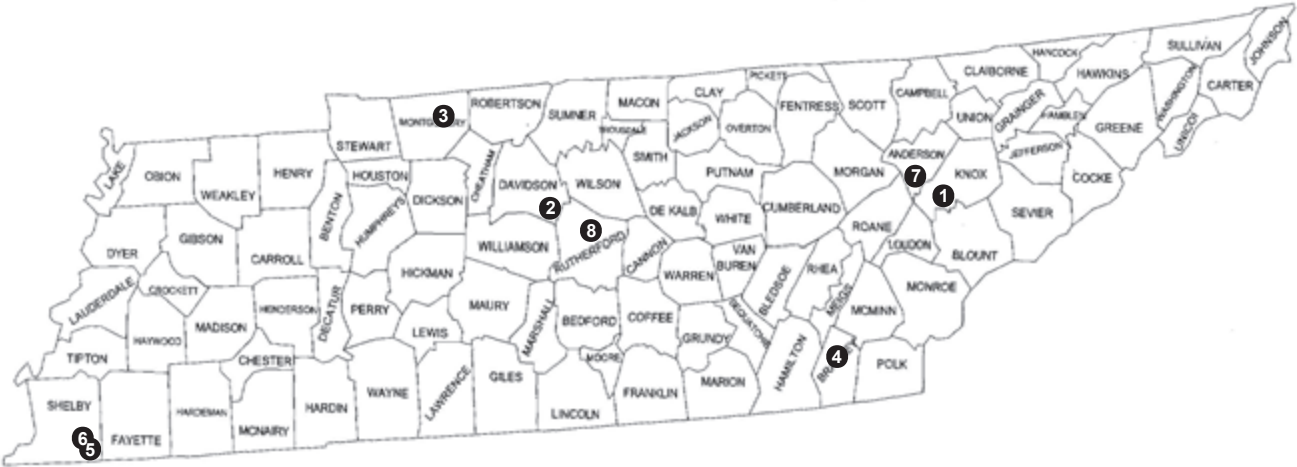 HANCOCK
SULLIVAN
JOHNSON
CLAIBORNE
HAWKINS
CARTER
WASHINGTON
UNICOI
PICKETT
CLAY
FENTRESS
SCOTT
CAMPBELL
UNION
GRAINGER
HAMBLEN
GREENE
MACON
ROBERTSON
SUMNER
TROUSDALE
JACKSON
OVERTON
JEFFERSON
COCKE
3
STEWART
SMITH
PUTNAM
MORGAN
ANDERSON
7
KNOX
1
SEVIER
LAKE
OBION
WEAKLEY
HENRY
HOUSTON
CHEATHAM
DAVIDSON
2
WILSON
DICKSON
HUMPHREYS
BENTON
DE KALB
WHITE
CUMBERLAND
ROANE
LOUDON
BLOUNT
DYER
GIBSON
CARROLL
WILLIAMSON
8
RUTHERFORD
CANNON
WARREN
VAN
BUREN
BLEDSOE
RHEA
MEIGS
MCMINN
MONROE
LAUDERDALE
CROCKETT
HICKMAN
MAURY
HENDERSON
DECATUR
PERRY
LEWIS
MARSHALL
BEDFORD
COFFEE
GRUNDY
HAYWOOD
MADISON
TIPTON
CHESTER
MOORE
HAMILTON
4
POLK
SHELBY
6
5
FAYETTE
HARDEMAN
MCNAIRY
HARDIN
WAYNE
LAWRENCE
GILES
LINCOLN
FRANKLIN
MARION